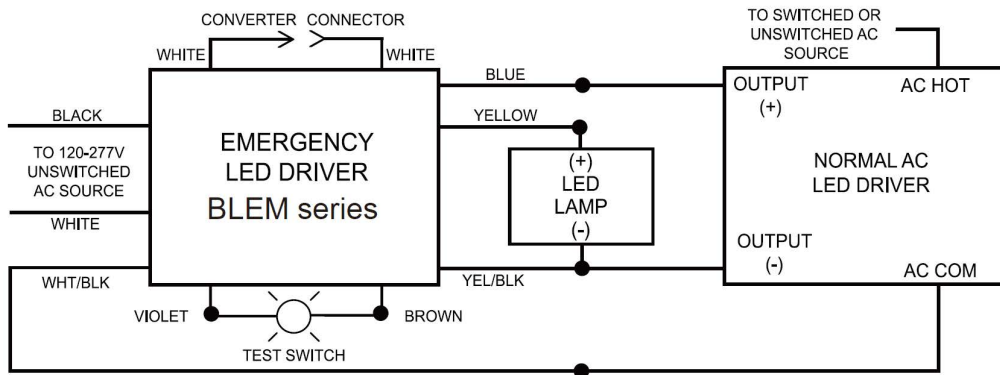 CONVERTER CONNECTOR
WHITE WHITE
TO SWITCHED OR
UNSWITCHED AC
SOURCE
BLACK
TO 120-277V
UNSWITCHED
AC SOURCE
WHITE
WHT/BLK
EMERGENCY
LED DRIVER
BLEM series
BLUE
YELLOW
(+)
LED
LAMP
(-)
YEL/BLK
OUTPUT
(+)
AC HOT
NORMAL AC
LED DRIVER
OUTPUT
(-)
AC COM
VIOLET
BROWN
TEST SWITCH